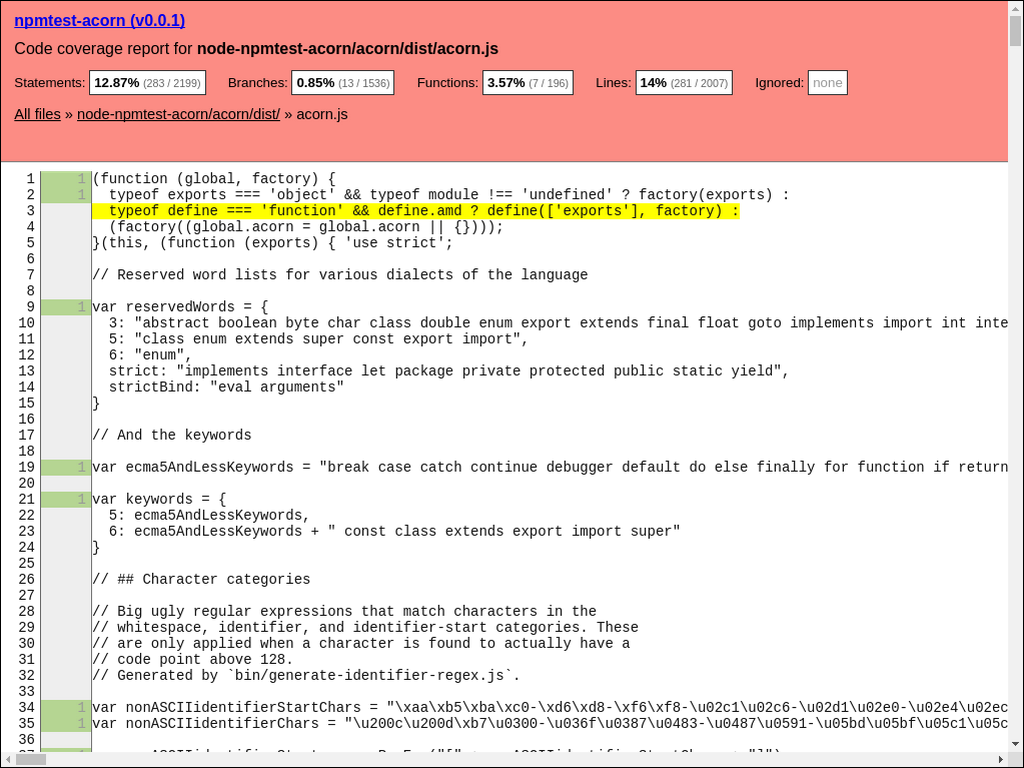 npmtest-acorn (v0.0.1)
Code coverage report for node-npmtest-acorn/acorn/dist/acorn.js
Statements: 12.87% (283 / 2199) Branches: 0.85% (13 / 1536) Functions: 3.57% (7 / 196) Lines: 14% (281 / 2007) Ignored: none
All files » node-npmtest-acorn/acorn/dist/ » acorn.js
1 1 (function (global, factory) {
2 1 typeof exports === 'object' && typeof module !== 'undefined' ? factory(exports) :
3 typeof define === 'function' && define.amd ? define(['exports'], factory) :
4 (factory((global.acorn = global.acorn || {})));
5 }(this, (function (exports) { 'use strict';
6
7 // Reserved word lists for various dialects of the language
8
9 1 var reservedWords = {
10 3: "abstract boolean byte char class double enum export extends final float goto implements import int inte
11 5: "class enum extends super const export import",
12 6: "enum",
13 strict: "implements interface let package private protected public static yield",
14 strictBind: "eval arguments"
15 }
16
17 // And the keywords
18
19 1 var ecma5AndLessKeywords = "break case catch continue debugger default do else finally for function if return
20
21 1 var keywords = {
22 5: ecma5AndLessKeywords,
23 6: ecma5AndLessKeywords + " const class extends export import super"
24 }
25
26 // ## Character categories
27
28 // Big ugly regular expressions that match characters in the
29 // whitespace, identifier, and identifier-start categories. These
30 // are only applied when a character is found to actually have a
31 // code point above 128.
32 // Generated by `bin/generate-identifier-regex.js`.
33
34 1 var nonASCIIidentifierStartChars = "\xaa\xb5\xba\xc0-\xd6\xd8-\xf6\xf8-\u02c1\u02c6-\u02d1\u02e0-\u02e4\u02ec
35 1 var nonASCIIidentifierChars = "\u200c\u200d\xb7\u0300-\u036f\u0387\u0483-\u0487\u0591-\u05bd\u05bf\u05c1\u05c
36